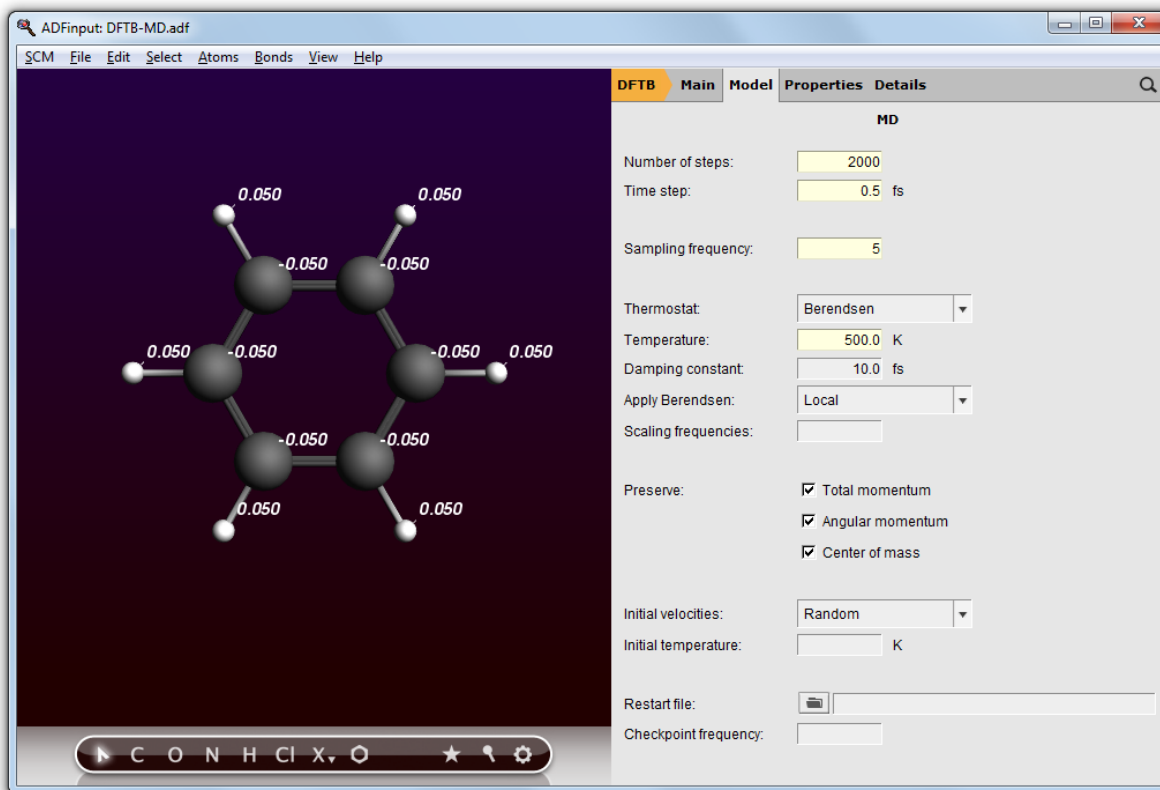 ADFinput: DFTB-MD.adf
SCM File Edit Select Atoms Bonds View Help
DFTB Main Model Properties Details
MD
0.050 0.050
-0.050 -0.050
0.050 -0.050 -0.050 0.050
-0.050 -0.050
0.050 0.050
C O N H Cl X
Number of steps: 2000
Time step: 0.5 fs
Sampling frequency: 5
Thermostat: Berendsen
Temperature: 500.0 K
Damping constant: 10.0 fs
Apply Berendsen: Local
Scaling frequencies:
Preserve: Total momentum
Angular momentum
Center of mass
Initial velocities: Random
Initial temperature: K
Restart file:
Checkpoint frequency: